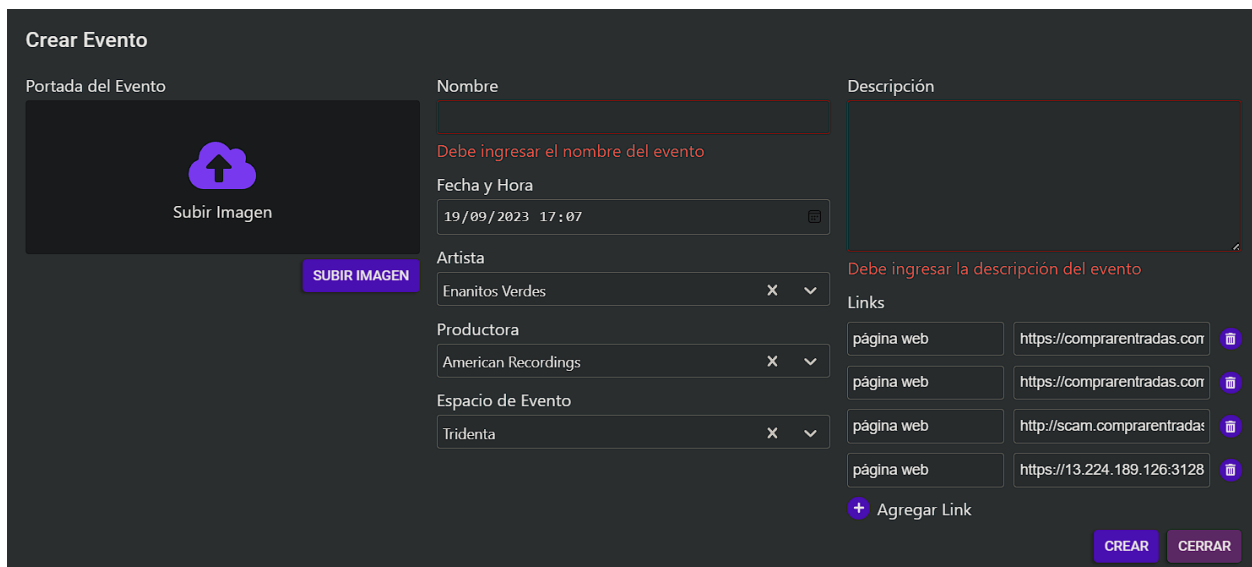 Crear Evento
Portada del Evento
Subir Imagen
SUBIR IMAGEN
Nombre
Debe ingresar el nombre del evento
Fecha y Hora
19/09/2023 17:07
Artista
Enanitos Verdes
Productora
American Recordings
Espacio de Evento
Tridenta
Descripción
Debe ingresar la descripción del evento
Links
página web https://comprarentradas.com
página web https://comprarentradas.com
página web http://scam.comprarentradas
página web https://13.224.189.126:3128
Agregar Link
CREAR CERRAR